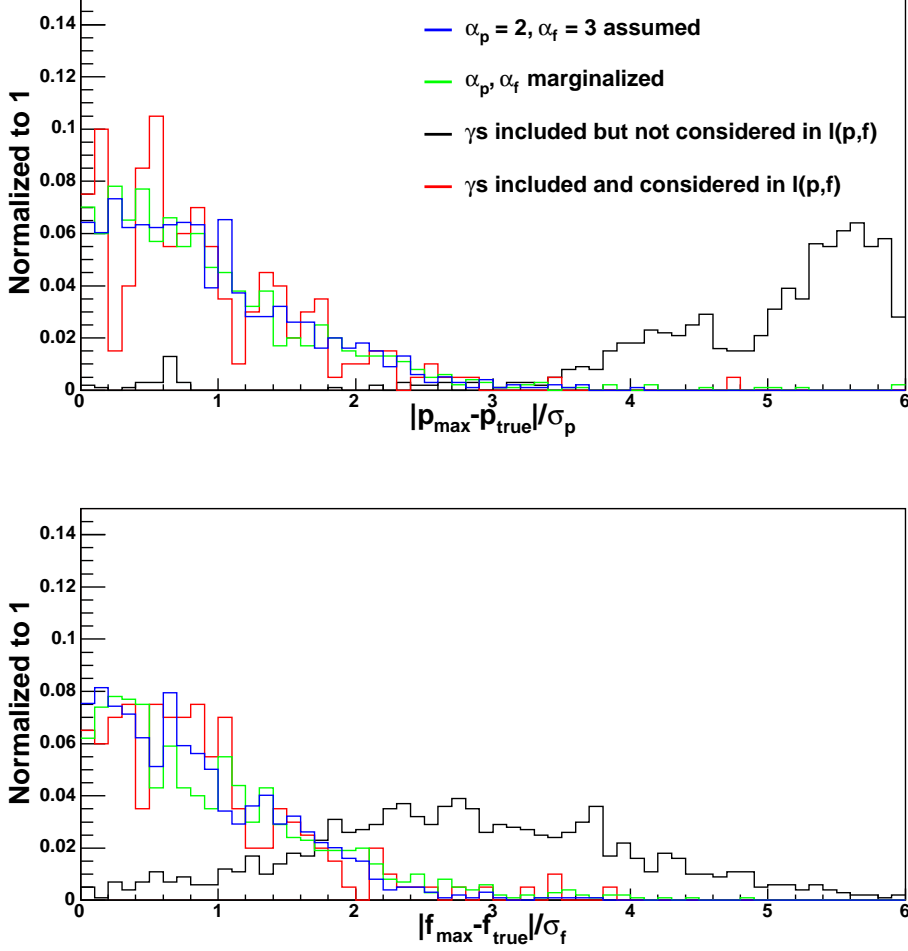 0.14
0.12
0.1
0.08
0.06
0.04
0.02
0
Normalized to 1
αp = 2, αf = 3 assumed
αp, αf marginalized
γs included but not considered in l(p,f)
γs included and considered in l(p,f)
0 1 2 3 4 5 6
|pmax-ptrue|/σp
0.14
0.12
0.1
0.08
0.06
0.04
0.02
0
Normalized to 1
0 1 2 3 4 5 6
|fmax-ftrue|/σf